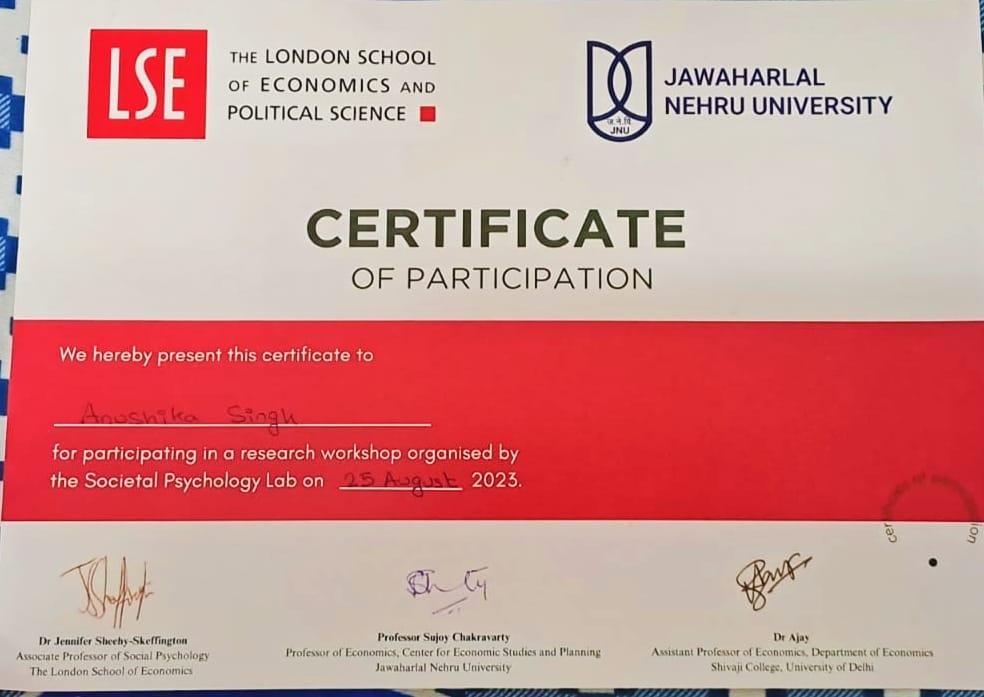 LSE
THE LONDON SCHOOL
OF ECONOMICS AND
POLITICAL SCIENCE
ज.ने.वि
JNU
JAWAHARLAL
NEHRU UNIVERSITY
CERTIFICATE
OF PARTICIPATION
We hereby present this certificate to
Anushika Singh
for participating in a research workshop organised by
the Societal Psychology Lab on 25 August 2023.
Dr Jennifer Sheehy-Skeffington
Associate Professor of Social Psychology
The London School of Economics
Professor Sujoy Chakravarty
Professor of Economics, Center for Economic Studies and Planning
Jawaharlal Nehru University
Dr Ajay
Assistant Professor of Economics, Department of Economics
Shivaji College, University of Delhi